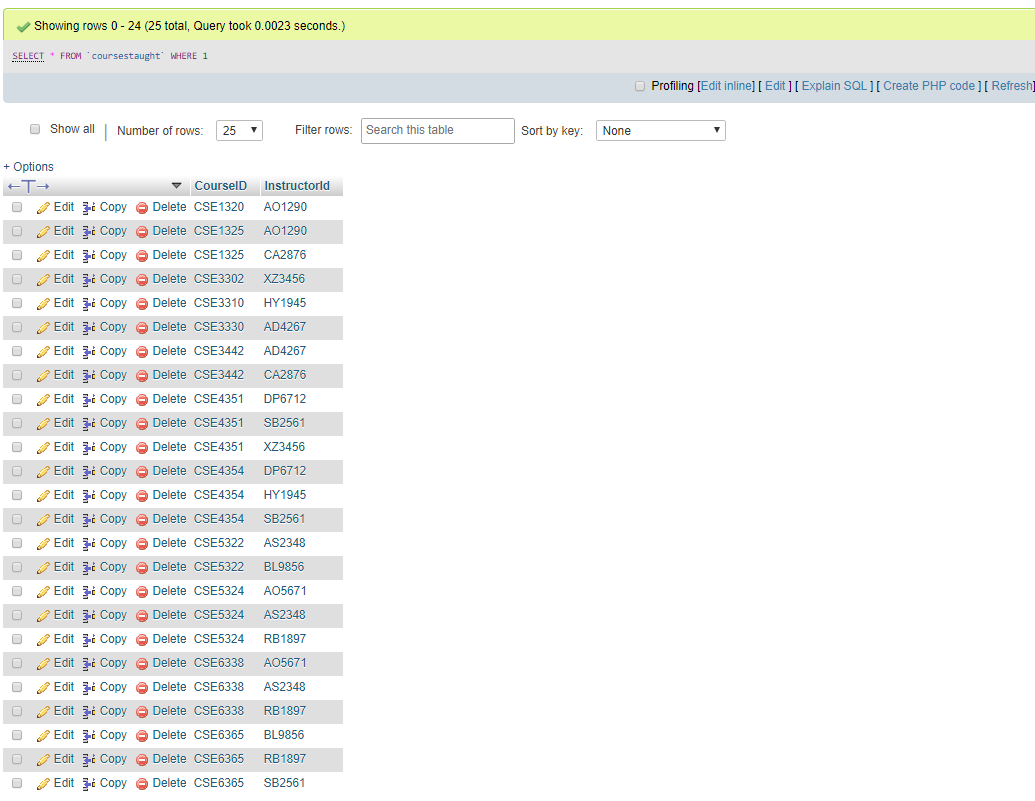 Showing rows 0 - 24 (25 total, Query took 0.0023 seconds.)
SELECT * FROM `coursestaught` WHERE 1
Profiling [Edit inline] [ Edit ] [ Explain SQL ] [ Create PHP code ] [ Refresh]
Show all | Number of rows: 25 Filter rows: Search this table Sort by key: None
+ Options
←T→ CourseID InstructorId
Edit Copy Delete CSE1320 AO1290
Edit Copy Delete CSE1325 AO1290
Edit Copy Delete CSE1325 CA2876
Edit Copy Delete CSE3302 XZ3456
Edit Copy Delete CSE3310 HY1945
Edit Copy Delete CSE3330 AD4267
Edit Copy Delete CSE3442 AD4267
Edit Copy Delete CSE3442 CA2876
Edit Copy Delete CSE4351 DP6712
Edit Copy Delete CSE4351 SB2561
Edit Copy Delete CSE4351 XZ3456
Edit Copy Delete CSE4354 DP6712
Edit Copy Delete CSE4354 HY1945
Edit Copy Delete CSE4354 SB2561
Edit Copy Delete CSE5322 AS2348
Edit Copy Delete CSE5322 BL9856
Edit Copy Delete CSE5324 AO5671
Edit Copy Delete CSE5324 AS2348
Edit Copy Delete CSE5324 RB1897
Edit Copy Delete CSE6338 AO5671
Edit Copy Delete CSE6338 AS2348
Edit Copy Delete CSE6338 RB1897
Edit Copy Delete CSE6365 BL9856
Edit Copy Delete CSE6365 RB1897
Edit Copy Delete CSE6365 SB2561